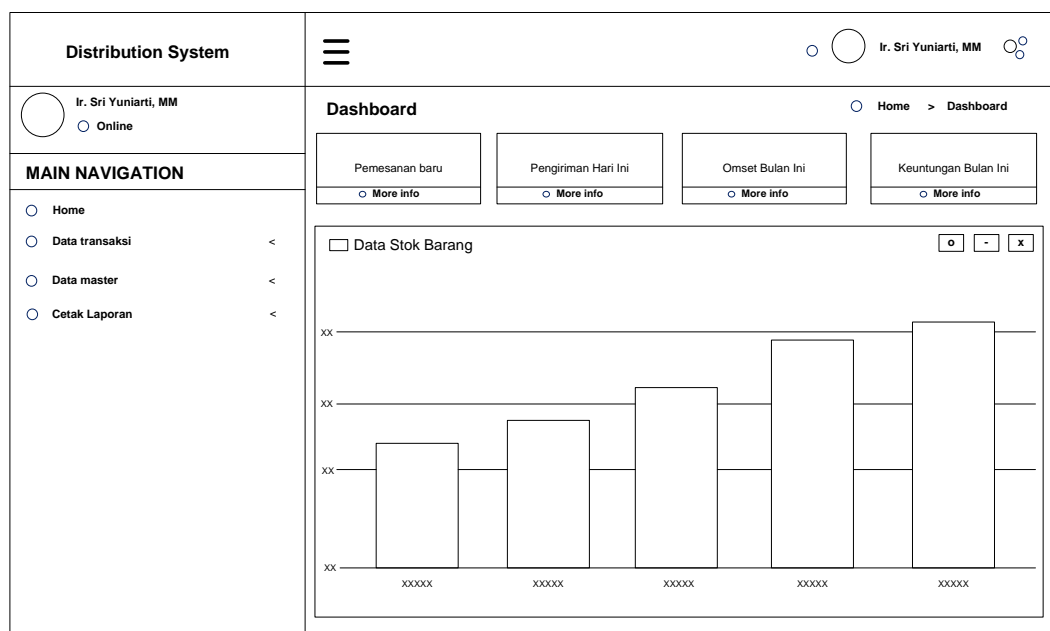 Distribution System
Ir. Sri Yuniarti, MM
Ir. Sri Yuniarti, MM
Online
MAIN NAVIGATION
Home
Data transaksi <
Data master <
Cetak Laporan <
Dashboard
Home > Dashboard
Pemesanan baru
More info
Pengiriman Hari Ini
More info
Omset Bulan Ini
More info
Keuntungan Bulan Ini
More info
Data Stok Barang
o - x
XX
XX
XX
XX
XXXXX XXXXX XXXXX XXXXX XXXXX